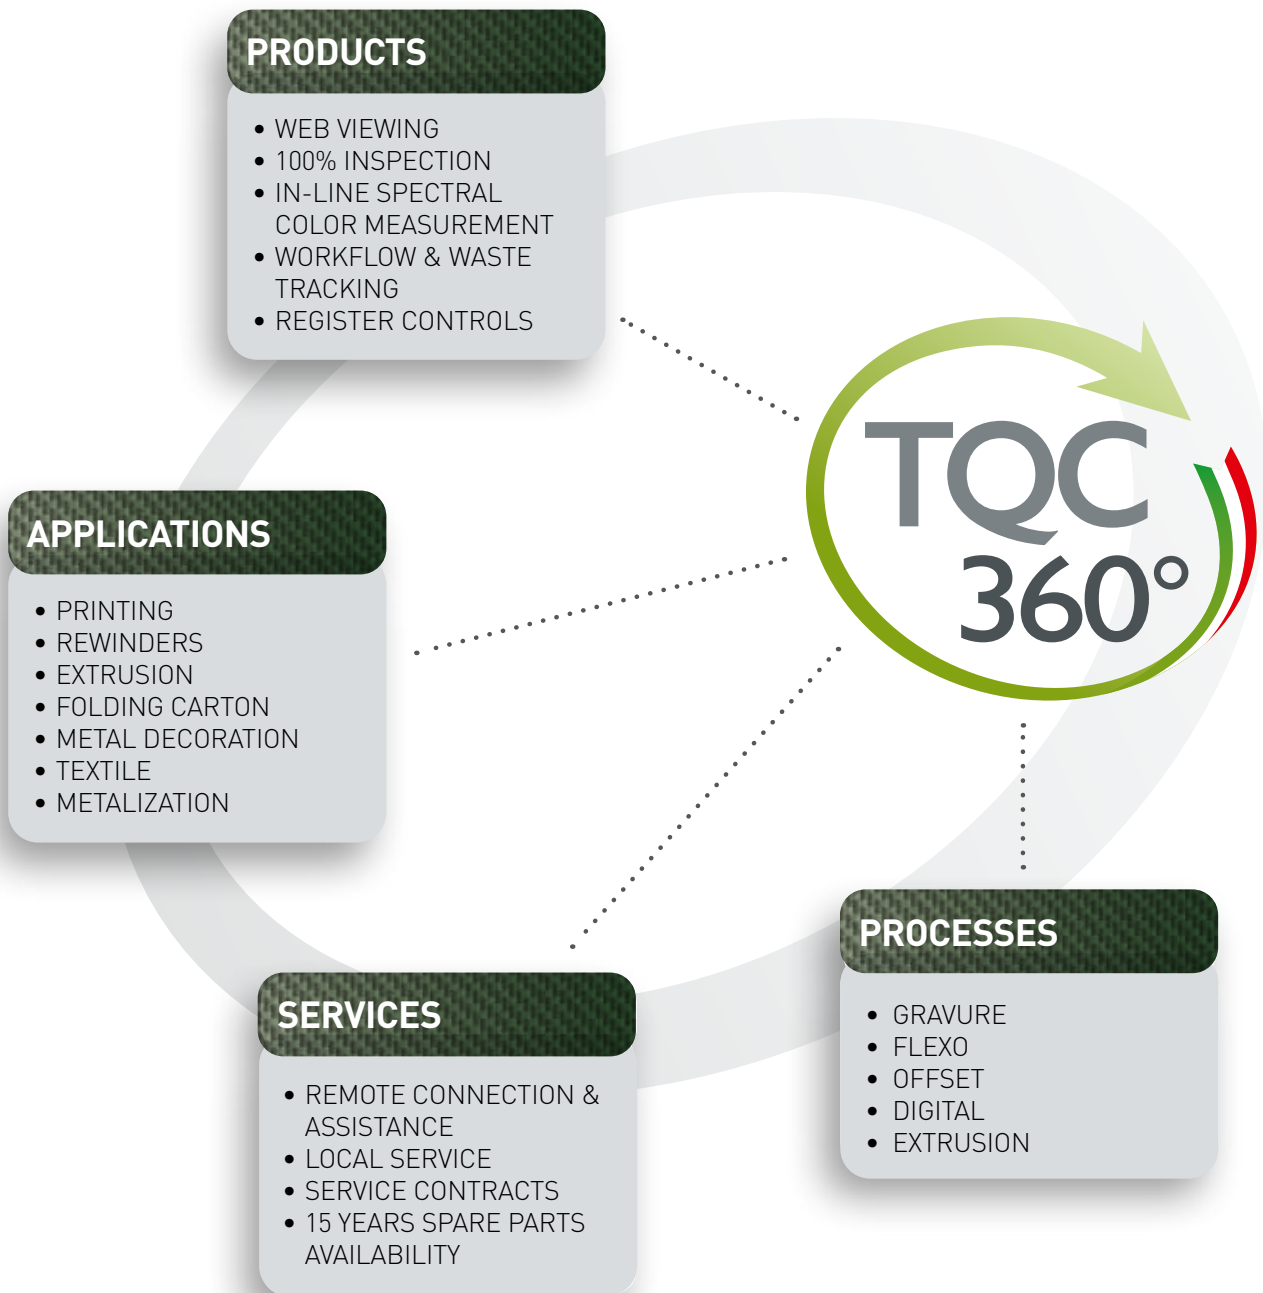 PRODUCTS
• WEB VIEWING
• 100% INSPECTION
• IN-LINE SPECTRAL
COLOR MEASUREMENT
• WORKFLOW & WASTE
TRACKING
• REGISTER CONTROLS
TQC
360°
APPLICATIONS
• PRINTING
• REWINDERS
• EXTRUSION
• FOLDING CARTON
• METAL DECORATION
• TEXTILE
• METALIZATION
SERVICES
• REMOTE CONNECTION &
ASSISTANCE
• LOCAL SERVICE
• SERVICE CONTRACTS
• 15 YEARS SPARE PARTS
AVAILABILITY
PROCESSES
• GRAVURE
• FLEXO
• OFFSET
• DIGITAL
• EXTRUSION